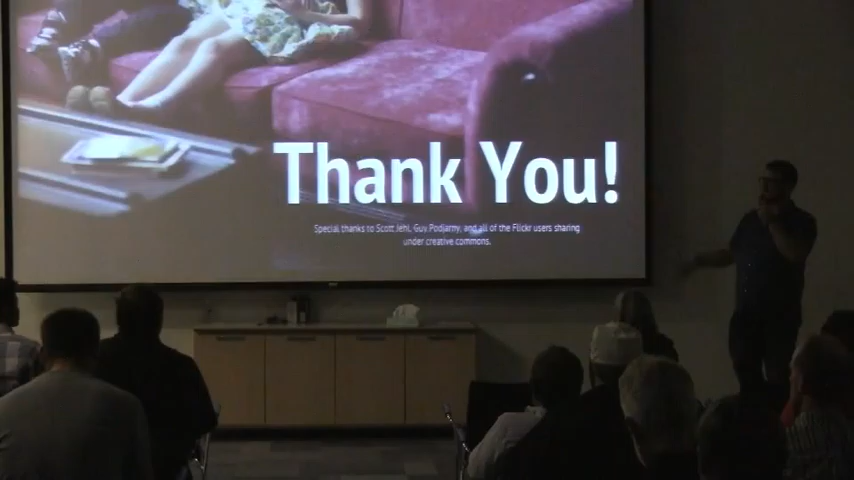 Thank You!
Special thanks to Scott Jehl, Guy Podjarny, and all of the Flickr users sharing
under creative commons.